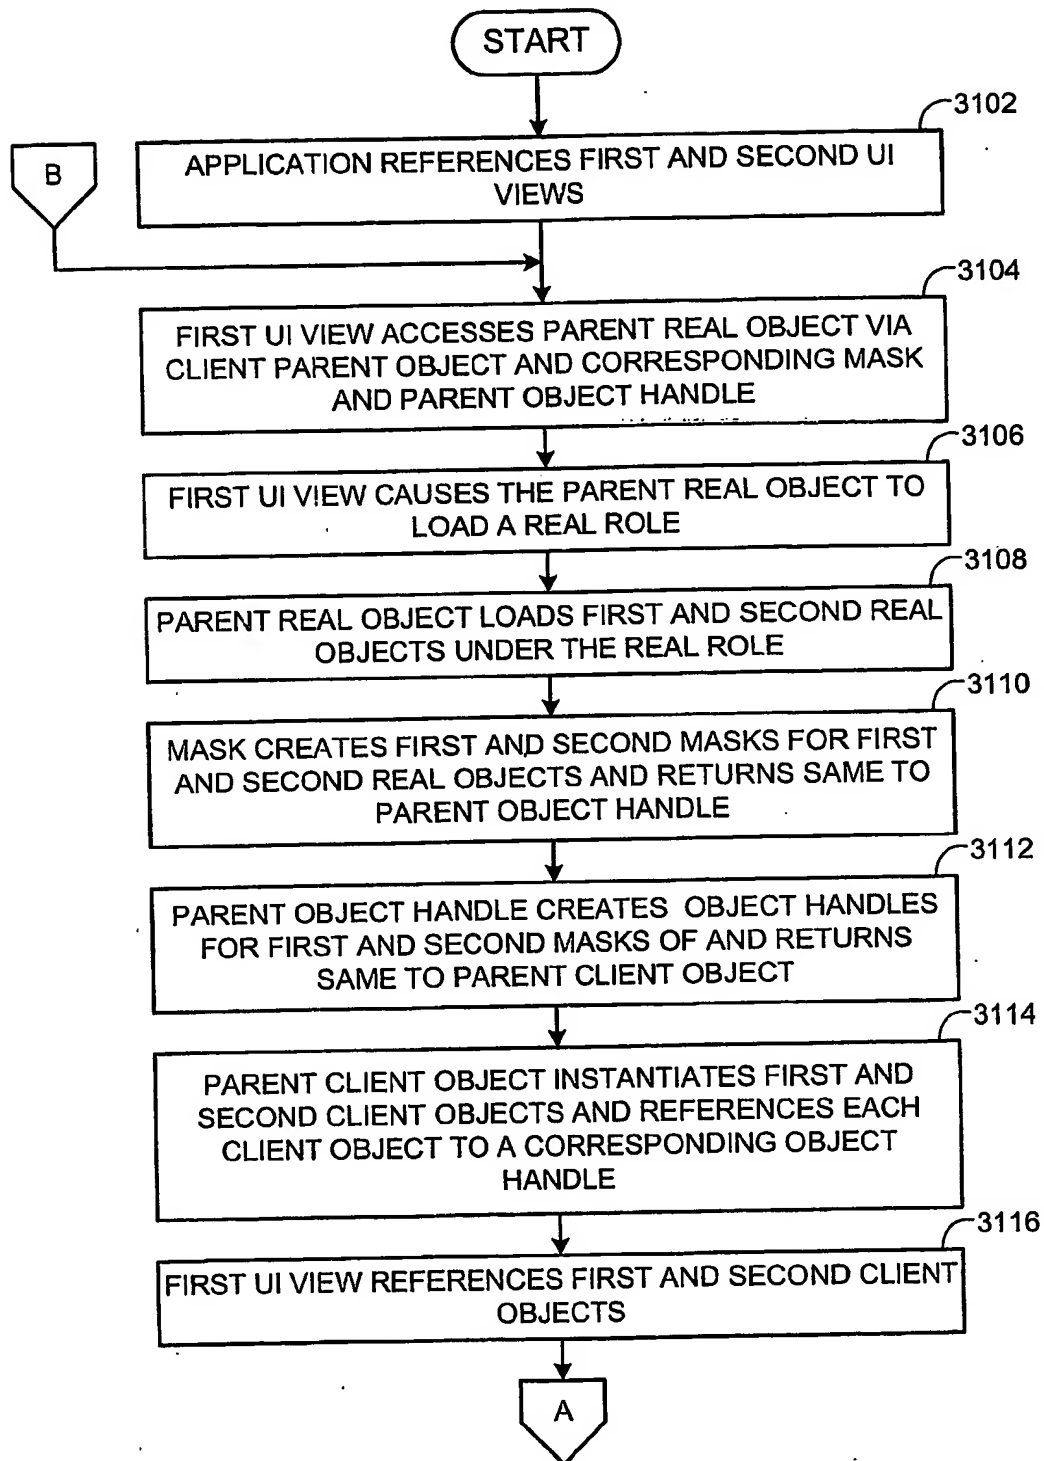 START
3102
APPLICATION REFERENCES FIRST AND SECOND UI
VIEWS
B
3104
FIRST UI VIEW ACCESSES PARENT REAL OBJECT VIA
CLIENT PARENT OBJECT AND CORRESPONDING MASK
AND PARENT OBJECT HANDLE
3106
FIRST UI VIEW CAUSES THE PARENT REAL OBJECT TO
LOAD A REAL ROLE
3108
PARENT REAL OBJECT LOADS FIRST AND SECOND REAL
OBJECTS UNDER THE REAL ROLE
3110
MASK CREATES FIRST AND SECOND MASKS FOR FIRST
AND SECOND REAL OBJECTS AND RETURNS SAME TO
PARENT OBJECT HANDLE
3112
PARENT OBJECT HANDLE CREATES OBJECT HANDLES
FOR FIRST AND SECOND MASKS OF AND RETURNS
SAME TO PARENT CLIENT OBJECT
3114
PARENT CLIENT OBJECT INSTANTIATES FIRST AND
SECOND CLIENT OBJECTS AND REFERENCES EACH
CLIENT OBJECT TO A CORRESPONDING OBJECT
HANDLE
3116
FIRST UI VIEW REFERENCES FIRST AND SECOND CLIENT
OBJECTS
A